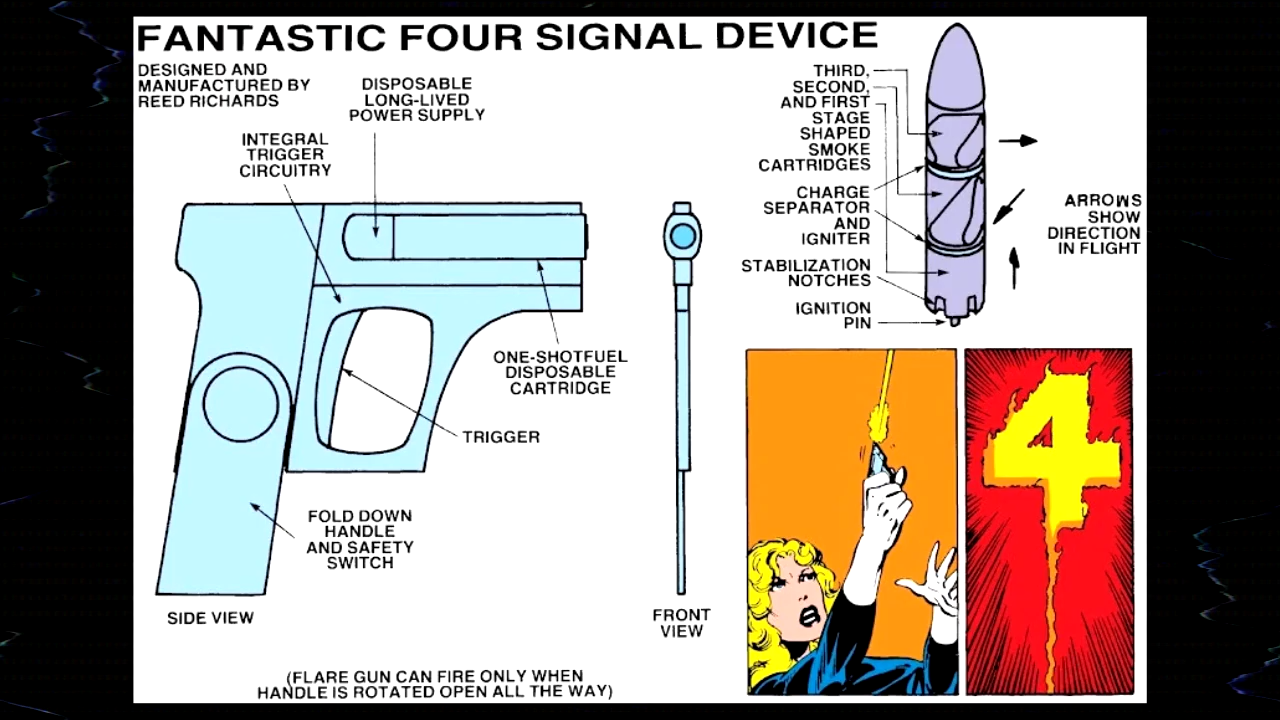 FANTASTIC FOUR SIGNAL DEVICE
DESIGNED AND
MANUFACTURED BY
REED RICHARDS
DISPOSABLE
LONG-LIVED
POWER SUPPLY
INTEGRAL
TRIGGER
CIRCUITRY
ONE-SHOTFUEL
DISPOSABLE
CARTRIDGE
TRIGGER
FOLD DOWN
HANDLE
AND SAFETY
SWITCH
SIDE VIEW
FRONT
VIEW
(FLARE GUN CAN FIRE ONLY WHEN
HANDLE IS ROTATED OPEN ALL THE WAY)
THIRD,
SECOND,
AND FIRST
STAGE
SHAPED
SMOKE
CARTRIDGES
CHARGE
SEPARATOR
AND
IGNITER
STABILIZATION
NOTCHES
IGNITION
PIN
ARROWS
SHOW
DIRECTION
IN FLIGHT
4